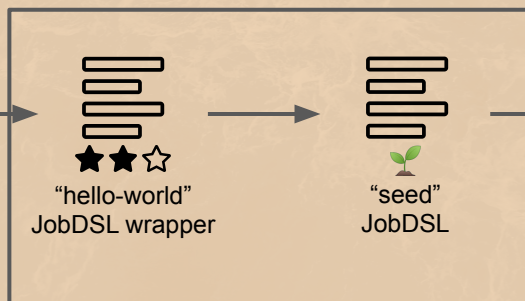 “hello-world”
JobDSL wrapper
“seed”
JobDSL